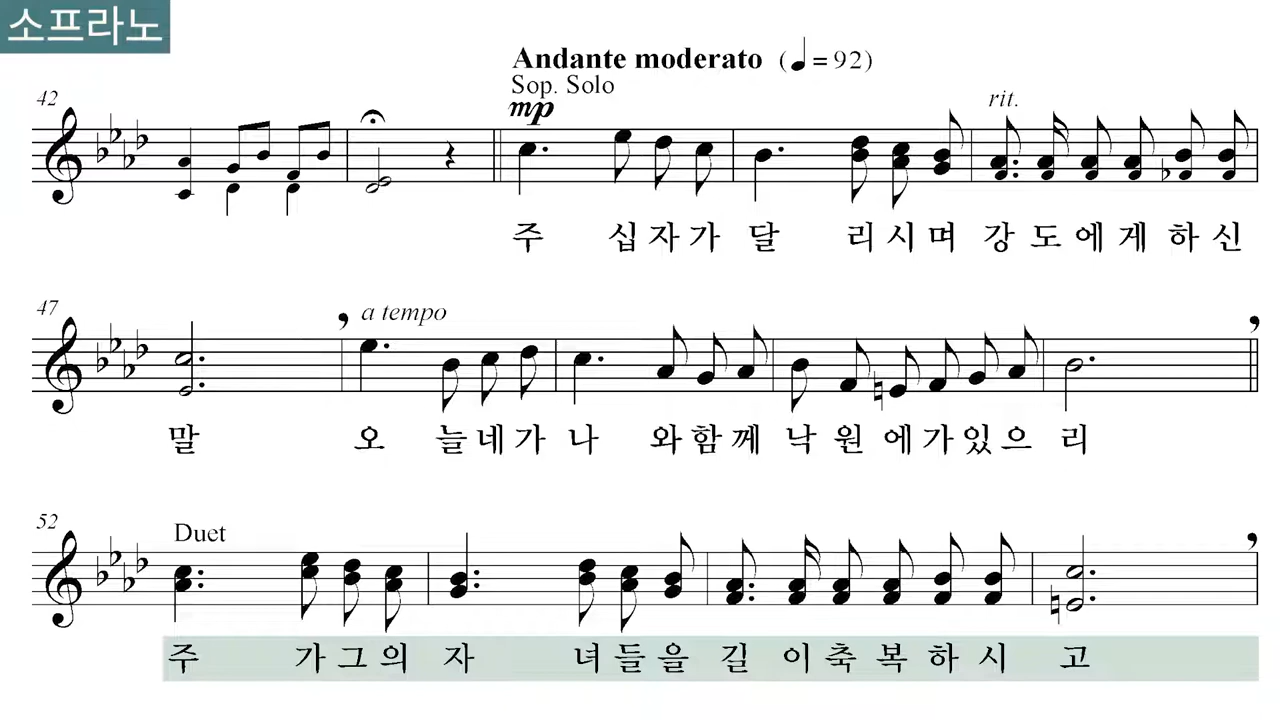 소프라노
Andante moderato (♩=92)
Sop. Solo
42
mp
rit.
주 십자가 달 리시며 강도에게하신
47
a tempo
말 오 늘네가 나 와함께 낙 원에가있으 리
52
Duet
주 가그의 자 녀들을 길 이축복하시 고